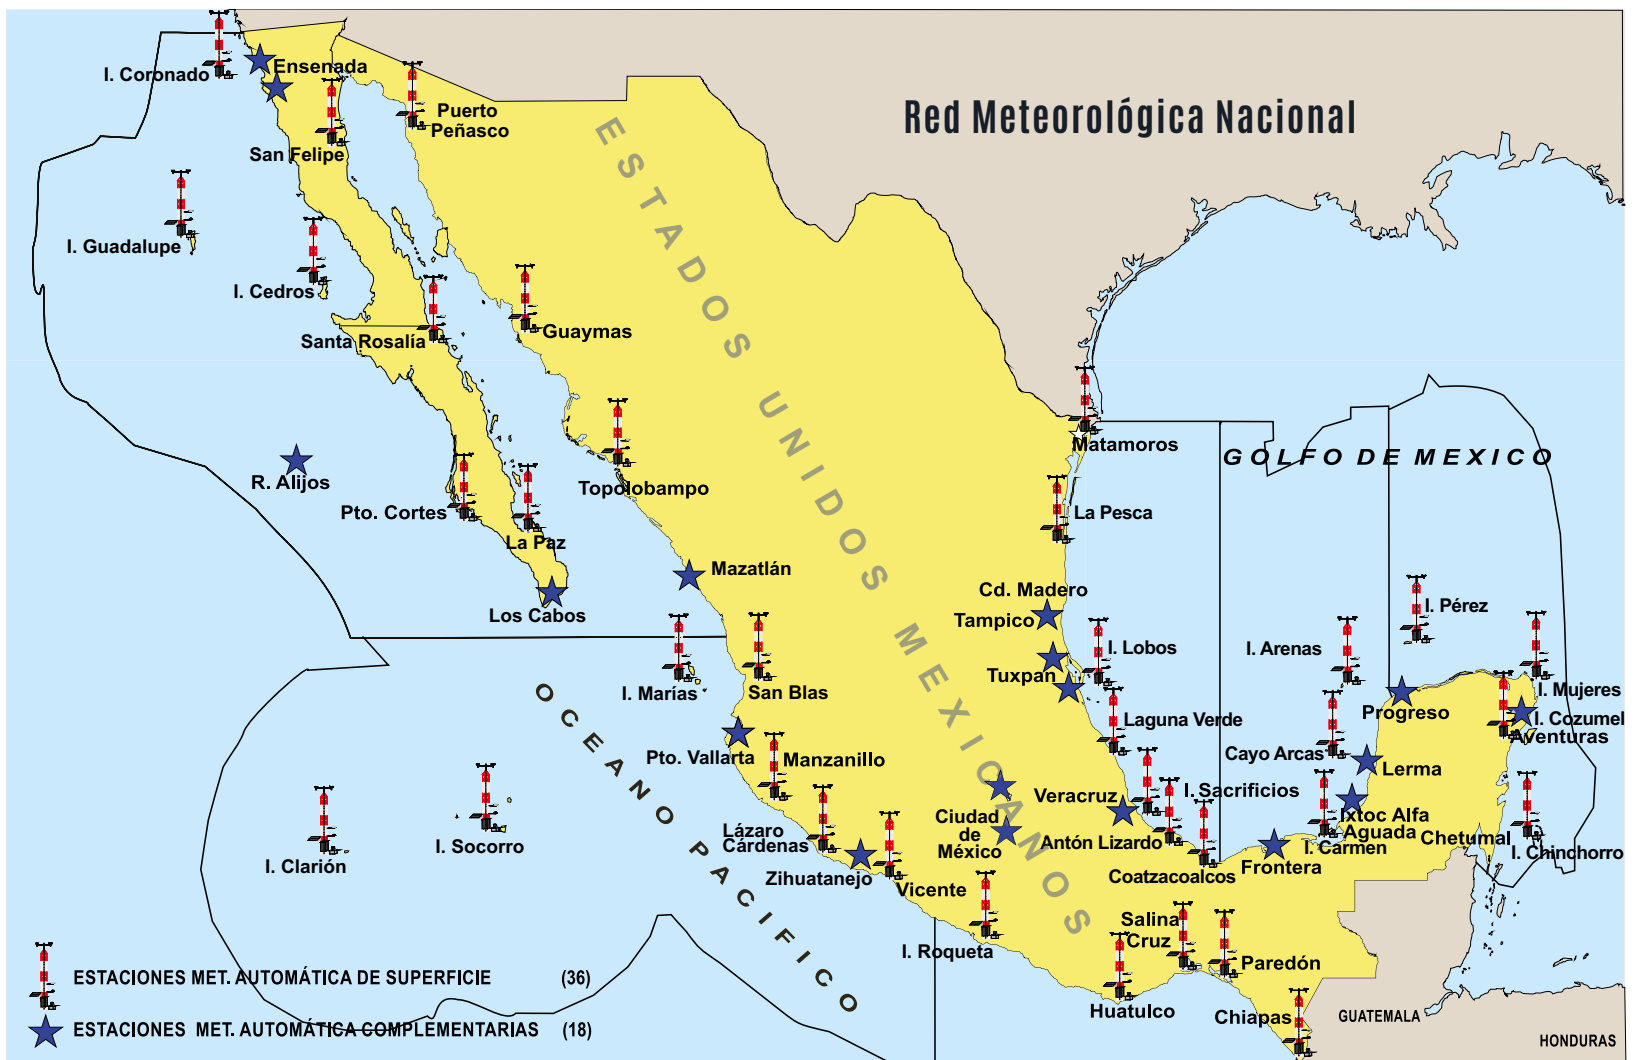 Red Meteorológica Nacional
I. Coronado
Ensenada
Puerto
Peñasco
San Felipe
I. Guadalupe
I. Cedros
Santa Rosalía
Guaymas
ESTADOS UNIDOS MEXICANOS
Matamoros
GOLFO DE MEXICO
R. Alijos
Pto. Cortes
Topolobampo
La Pesca
La Paz
Mazatlán
Los Cabos
Cd. Madero
Tampico
I. Pérez
I. Lobos
I. Arenas
Tuxpan
I. Marías
San Blas
I. Mujeres
Progreso
I. Cozumel
Aventuras
Laguna Verde
Pto. Vallarta
Manzanillo
Cayo Arcas
Lerma
OCEANO PACIFICO
Veracruz
I. Sacrificios
Ciudad
de
México
Antón Lizardo
Ixtoc Alfa
Aguada
I. Carmen
Chetumal
I. Chinchorro
Lázaro
Cárdenas
I. Clarión
I. Socorro
Zihuatanejo
Vicente
Coatzacoalcos
Frontera
I. Roqueta
Salina
Cruz
Paredón
Huatulco
Chiapas
GUATEMALA
HONDURAS
ESTACIONES MET. AUTOMÁTICA DE SUPERFICIE (36)
ESTACIONES MET. AUTOMÁTICA COMPLEMENTARIAS (18)